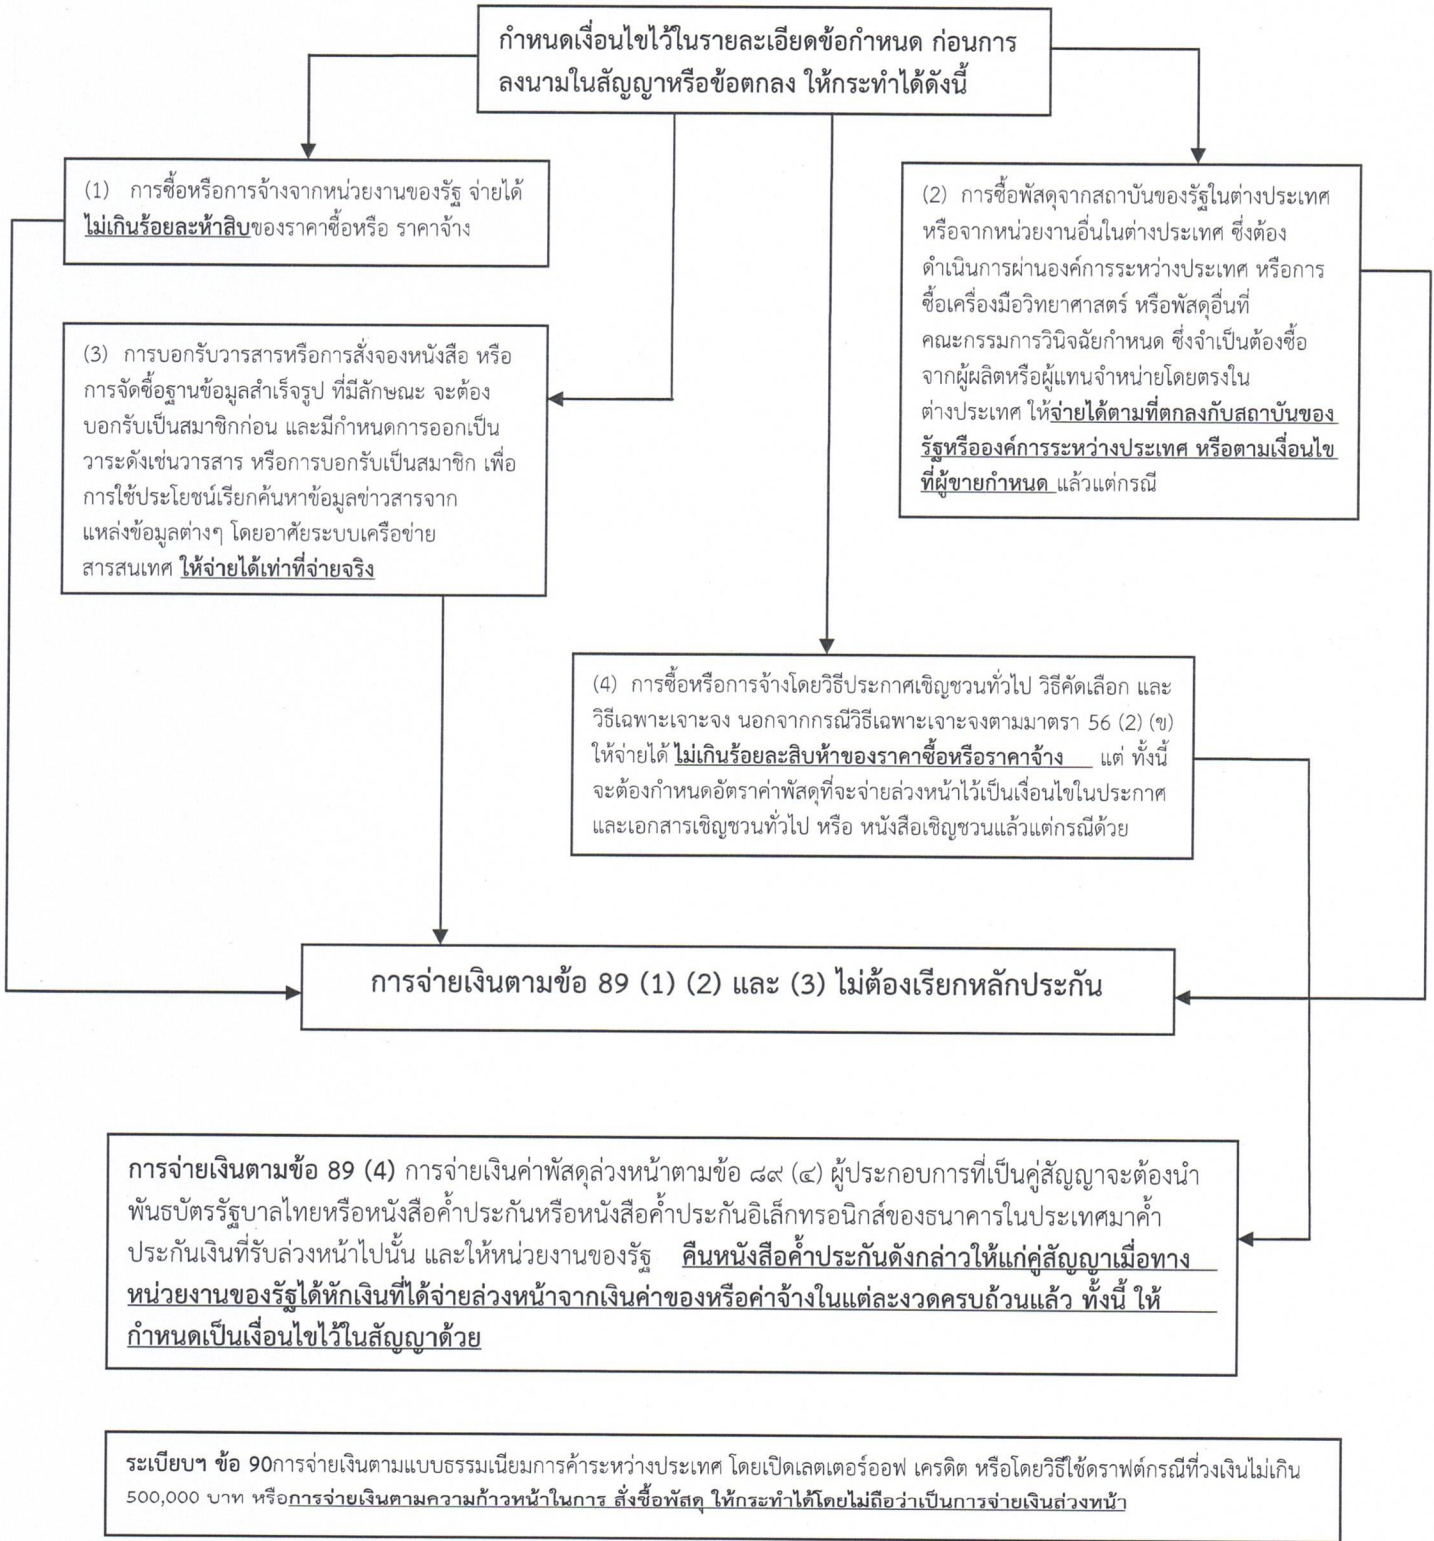 กำหนดเงื่อนไขไว้ในรายละเอียดข้อกำหนด ก่อนการ
ลงนามในสัญญาหรือข้อตกลง ให้กระทำได้ดังนี้
(1) การซื้อหรือการจ้างจากหน่วยงานของรัฐ จ่ายได้
ไม่เกินร้อยละห้าสิบของราคาซื้อหรือ ราคาจ้าง
(2) การซื้อพัสดุจากสถาบันของรัฐในต่างประเทศ
หรือจากหน่วยงานอื่นในต่างประเทศ ซึ่งต้อง
ดำเนินการผ่านองค์การระหว่างประเทศ หรือการ
ซื้อเครื่องมือวิทยาศาสตร์ หรือพัสดุอื่นที่
คณะกรรมการวินิจฉัยกำหนด ซึ่งจำเป็นต้องซื้อ
จากผู้ผลิตหรือผู้แทนจำหน่ายโดยตรงใน
ต่างประเทศ ให้จ่ายได้ตามที่ตกลงกับสถาบันของ
รัฐหรือองค์การระหว่างประเทศ หรือตามเงื่อนไข
ที่ผู้ขายกำหนด แล้วแต่กรณี
(3) การบอกรับวารสารหรือการสั่งจองหนังสือ หรือ
การจัดซื้อฐานข้อมูลสำเร็จรูป ที่มีลักษณะ จะต้อง
บอกรับเป็นสมาชิกก่อน และมีกำหนดการออกเป็น
วาระดังเช่นวารสาร หรือการบอกรับเป็นสมาชิก เพื่อ
การใช้ประโยชน์เรียกค้นหาข้อมูลข่าวสารจาก
แหล่งข้อมูลต่างๆ โดยอาศัยระบบเครือข่าย
สารสนเทศ ให้จ่ายได้เท่าที่จ่ายจริง
(4) การซื้อหรือการจ้างโดยวิธีประกาศเชิญชวนทั่วไป วิธีคัดเลือก และ
วิธีเฉพาะเจาะจง นอกจากกรณีวิธีเฉพาะเจาะจงตามมาตรา 56 (2) (ข)
ให้จ่ายได้ ไม่เกินร้อยละสิบห้าของราคาซื้อหรือราคาจ้าง แต่ ทั้งนี้
จะต้องกำหนดอัตราค่าพัสดุที่จะจ่ายล่วงหน้าไว้เป็นเงื่อนไขในประกาศ
และเอกสารเชิญชวนทั่วไป หรือ หนังสือเชิญชวนแล้วแต่กรณีด้วย
การจ่ายเงินตามข้อ 89 (1) (2) และ (3) ไม่ต้องเรียกหลักประกัน
การจ่ายเงินตามข้อ 89 (4) การจ่ายเงินค่าพัสดุล่วงหน้าตามข้อ ๘๙ (๔) ผู้ประกอบการที่เป็นคู่สัญญาจะต้องนำ
พันธบัตรรัฐบาลไทยหรือหนังสือค้ำประกันหรือหนังสือค้ำประกันอิเล็กทรอนิกส์ของธนาคารในประเทศมาค้ำ
ประกันเงินที่รับล่วงหน้าไปนั้น และให้หน่วยงานของรัฐ คืนหนังสือค้ำประกันดังกล่าวให้แก่คู่สัญญาเมื่อทาง
หน่วยงานของรัฐได้หักเงินที่ได้จ่ายล่วงหน้าจากเงินค่าของหรือค่าจ้างในแต่ละงวดครบถ้วนแล้ว ทั้งนี้ ให้
กำหนดเป็นเงื่อนไขไว้ในสัญญาด้วย
ระเบียบฯ ข้อ 90การจ่ายเงินตามแบบธรรมเนียมการค้าระหว่างประเทศ โดยเปิดเลตเตอร์ออฟ เครดิต หรือโดยวิธีใช้ดราฟต์กรณีที่วงเงินไม่เกิน
500,000 บาท หรือการจ่ายเงินตามความก้าวหน้าในการ สั่งซื้อพัสดุ ให้กระทำได้โดยไม่ถือว่าเป็นการจ่ายเงินล่วงหน้า